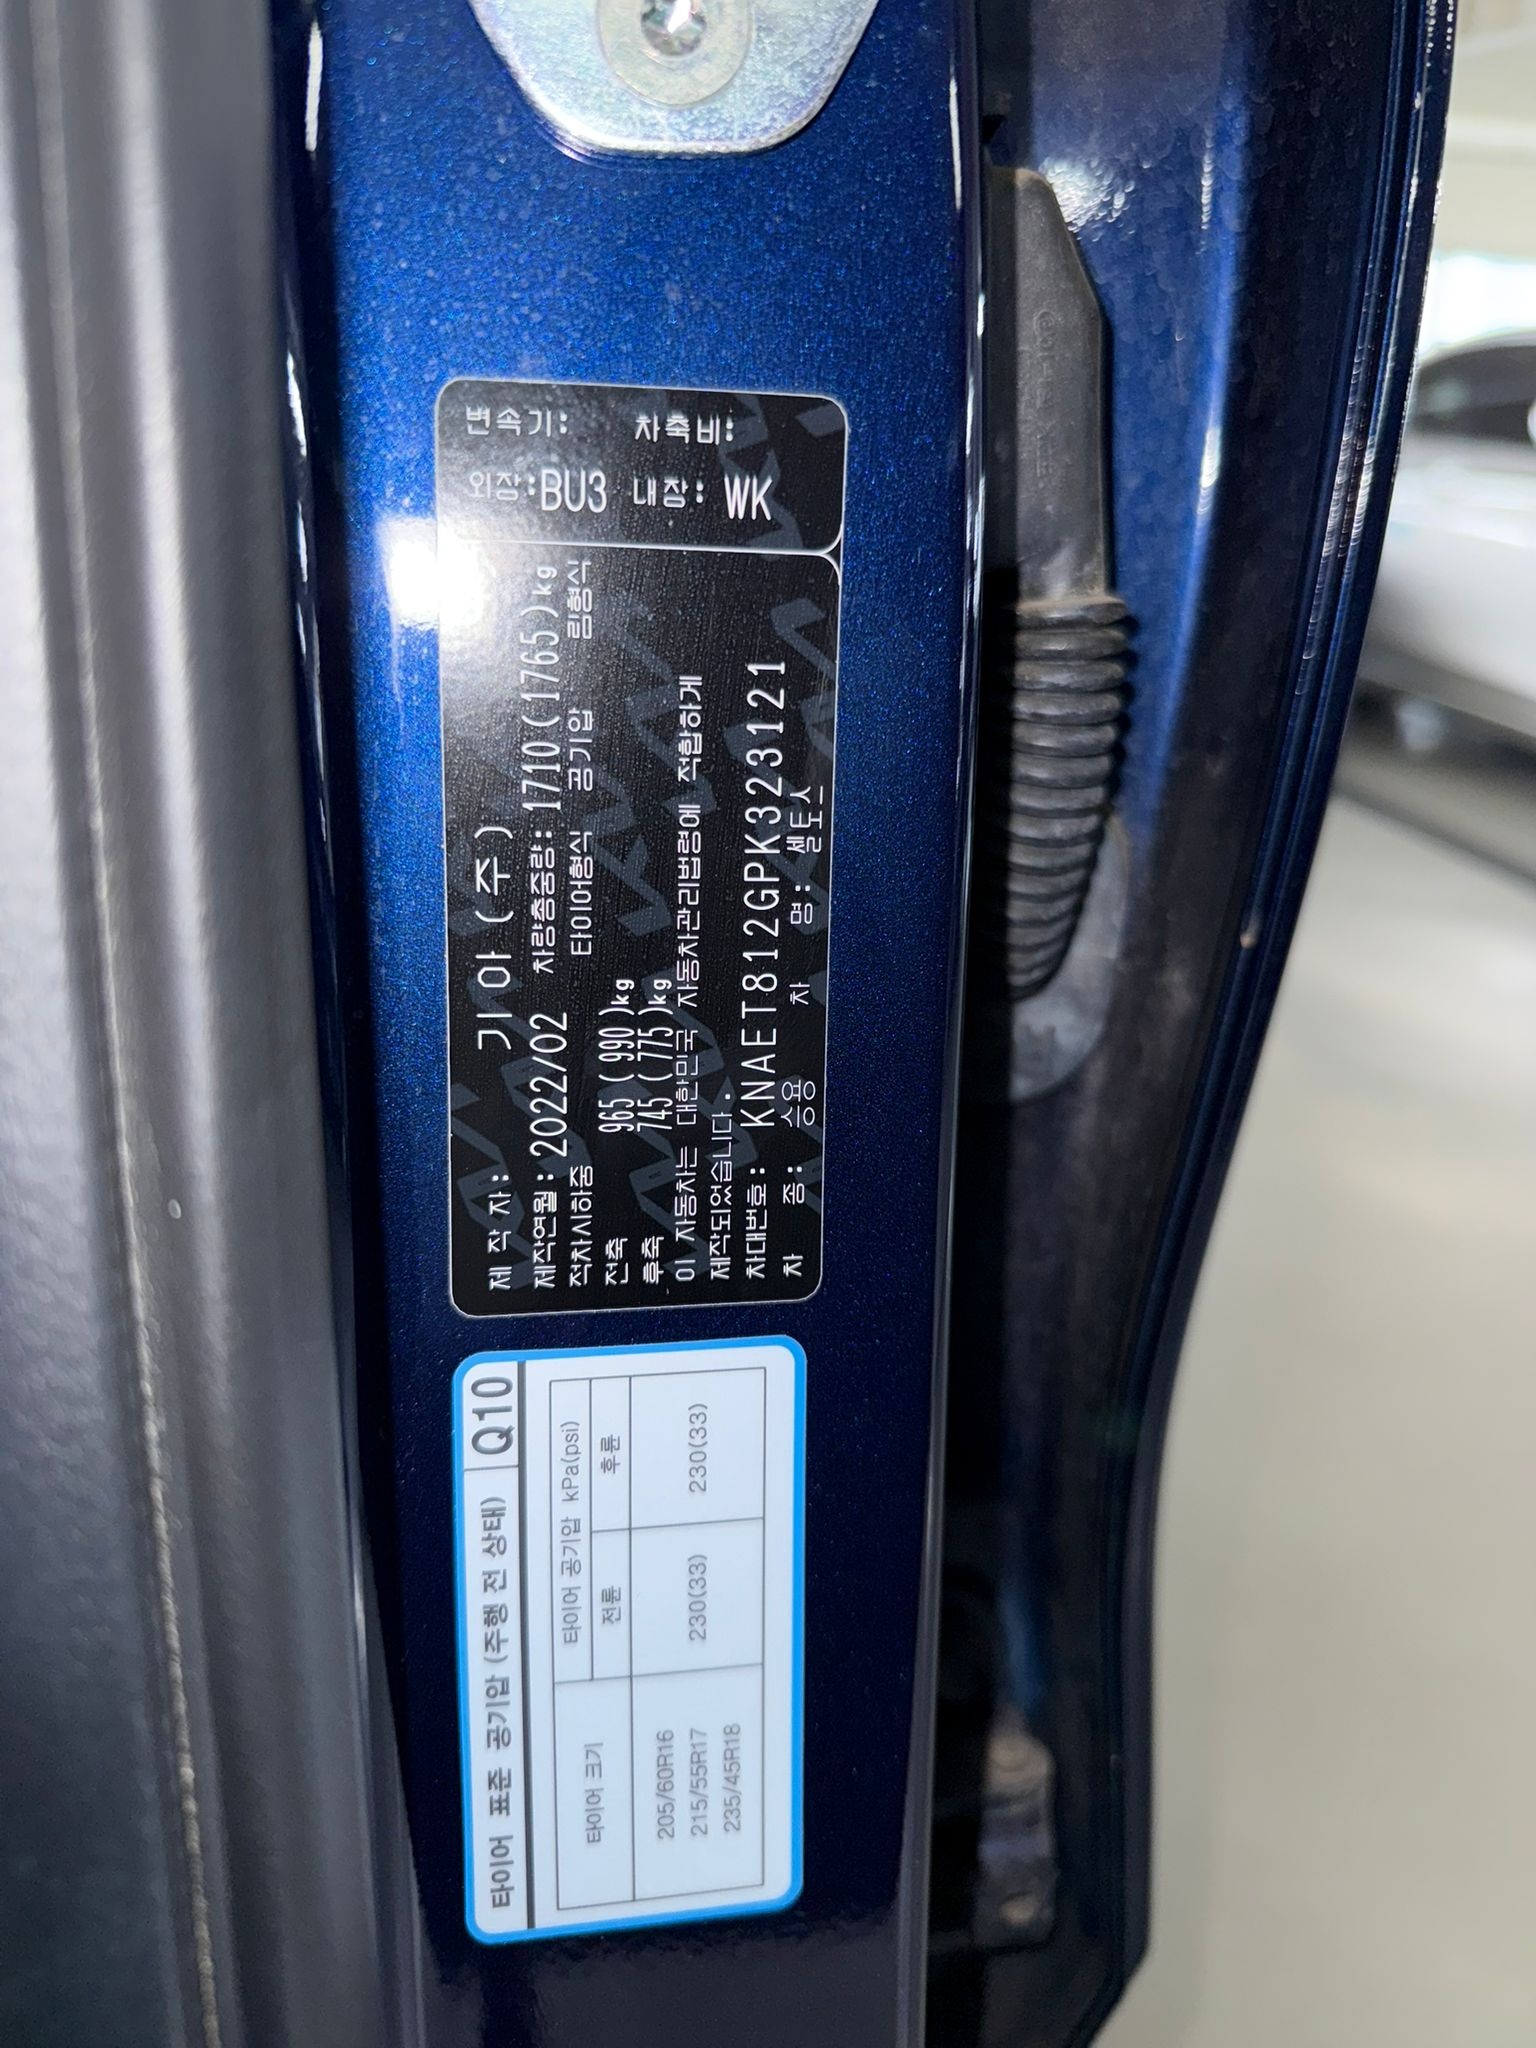 제 작 자: 기아(주)
제작연월: 2022/02 차량총중량: 1710(1765)kg
적차시하중 타이어형식 공기압 림형식
전축 965(990)kg
후축 745(775)kg
이 자동차는 대한민국 자동차관리법령에 적합하게
제작되었습니다.
차대번호: KNAET812GPK323121
차 종: 승용 차 명: 셀토스
변속기: 차축비:
외장:BU3 내장: WK
타이어 표준 공기압 (주행 전 상태) Q10
타이어 크기 타이어 공기압 kPa(psi)
전륜 후륜
205/60R16
215/55R17 230(33) 230(33)
235/45R18